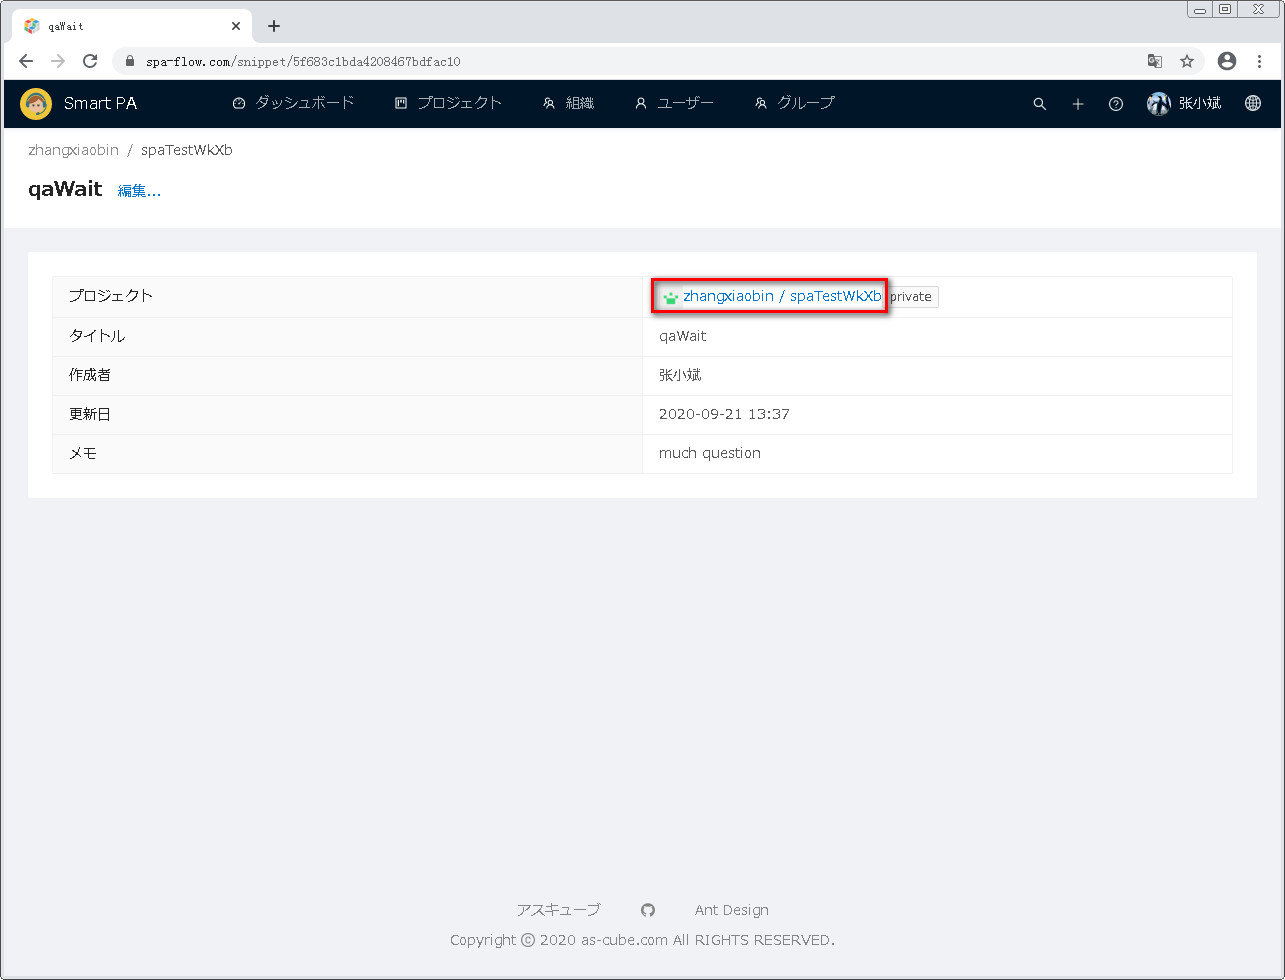 qaWait
spa-flow.com/snippet/5f683c1bda4208467bdfac10
Smart PA ダッシュボード プロジェクト 組織 ユーザー グループ 张小斌
zhangxiaobin / spaTestWkXb
qaWait 編集...
プロジェクト zhangxiaobin / spaTestWkXb private
タイトル qaWait
作成者 张小斌
更新日 2020-09-21 13:37
メモ much question
アスキューブ Ant Design
Copyright © 2020 as-cube.com All RIGHTS RESERVED.